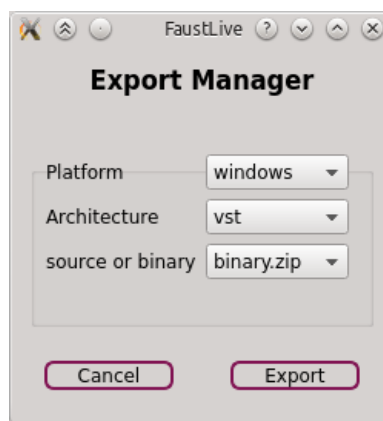 FaustLive
Export Manager
Platform windows
Architecture vst
source or binary binary.zip
Cancel Export